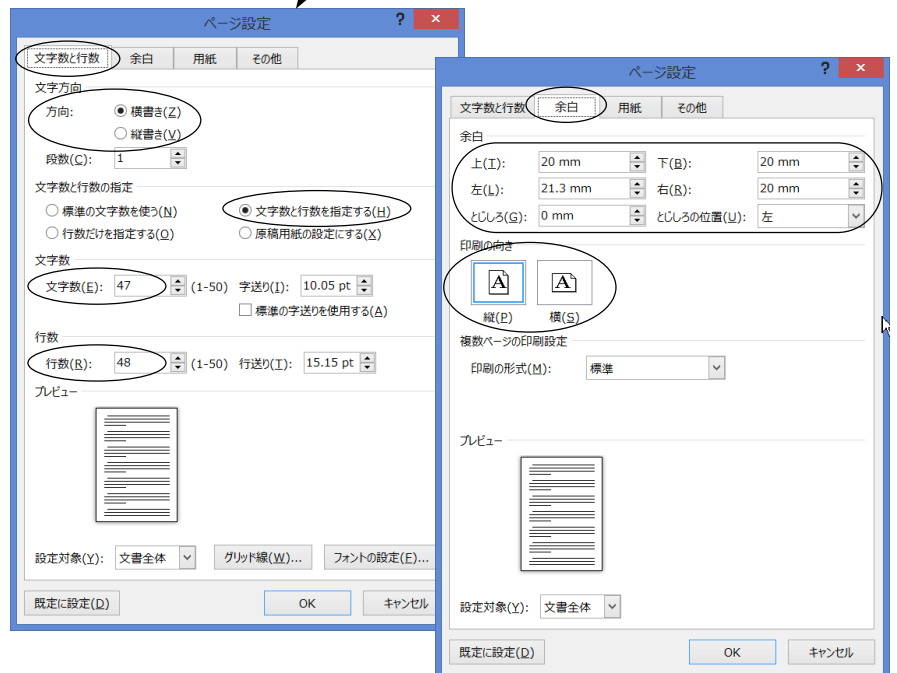 ページ設定
?
×
文字数と行数 余白 用紙 その他
文字方向
方向: 横書き(Z)
縦書き(V)
段数(C): 1
文字数と行数の指定
標準の文字数を使う(N) 文字数と行数を指定する(H)
行数だけを指定する(O) 原稿用紙の設定にする(X)
文字数
文字数(E): 47 (1-50) 字送り(I): 10.05 pt
標準の字送りを使用する(A)
行数
行数(R): 48 (1-50) 行送り(T): 15.15 pt
プレビュー
設定対象(Y): 文書全体 グリッド線(W)... フォントの設定(F)...
既定に設定(D) OK キャンセル
ページ設定
?
×
文字数と行数 余白 用紙 その他
余白
上(T): 20 mm 下(B): 20 mm
左(L): 21.3 mm 右(R): 20 mm
とじしろ(G): 0 mm とじしろの位置(U): 左
印刷の向き
A A
縦(P) 横(S)
複数ページの印刷設定
印刷の形式(M): 標準
プレビュー
設定対象(Y): 文書全体
既定に設定(D) OK キャンセル